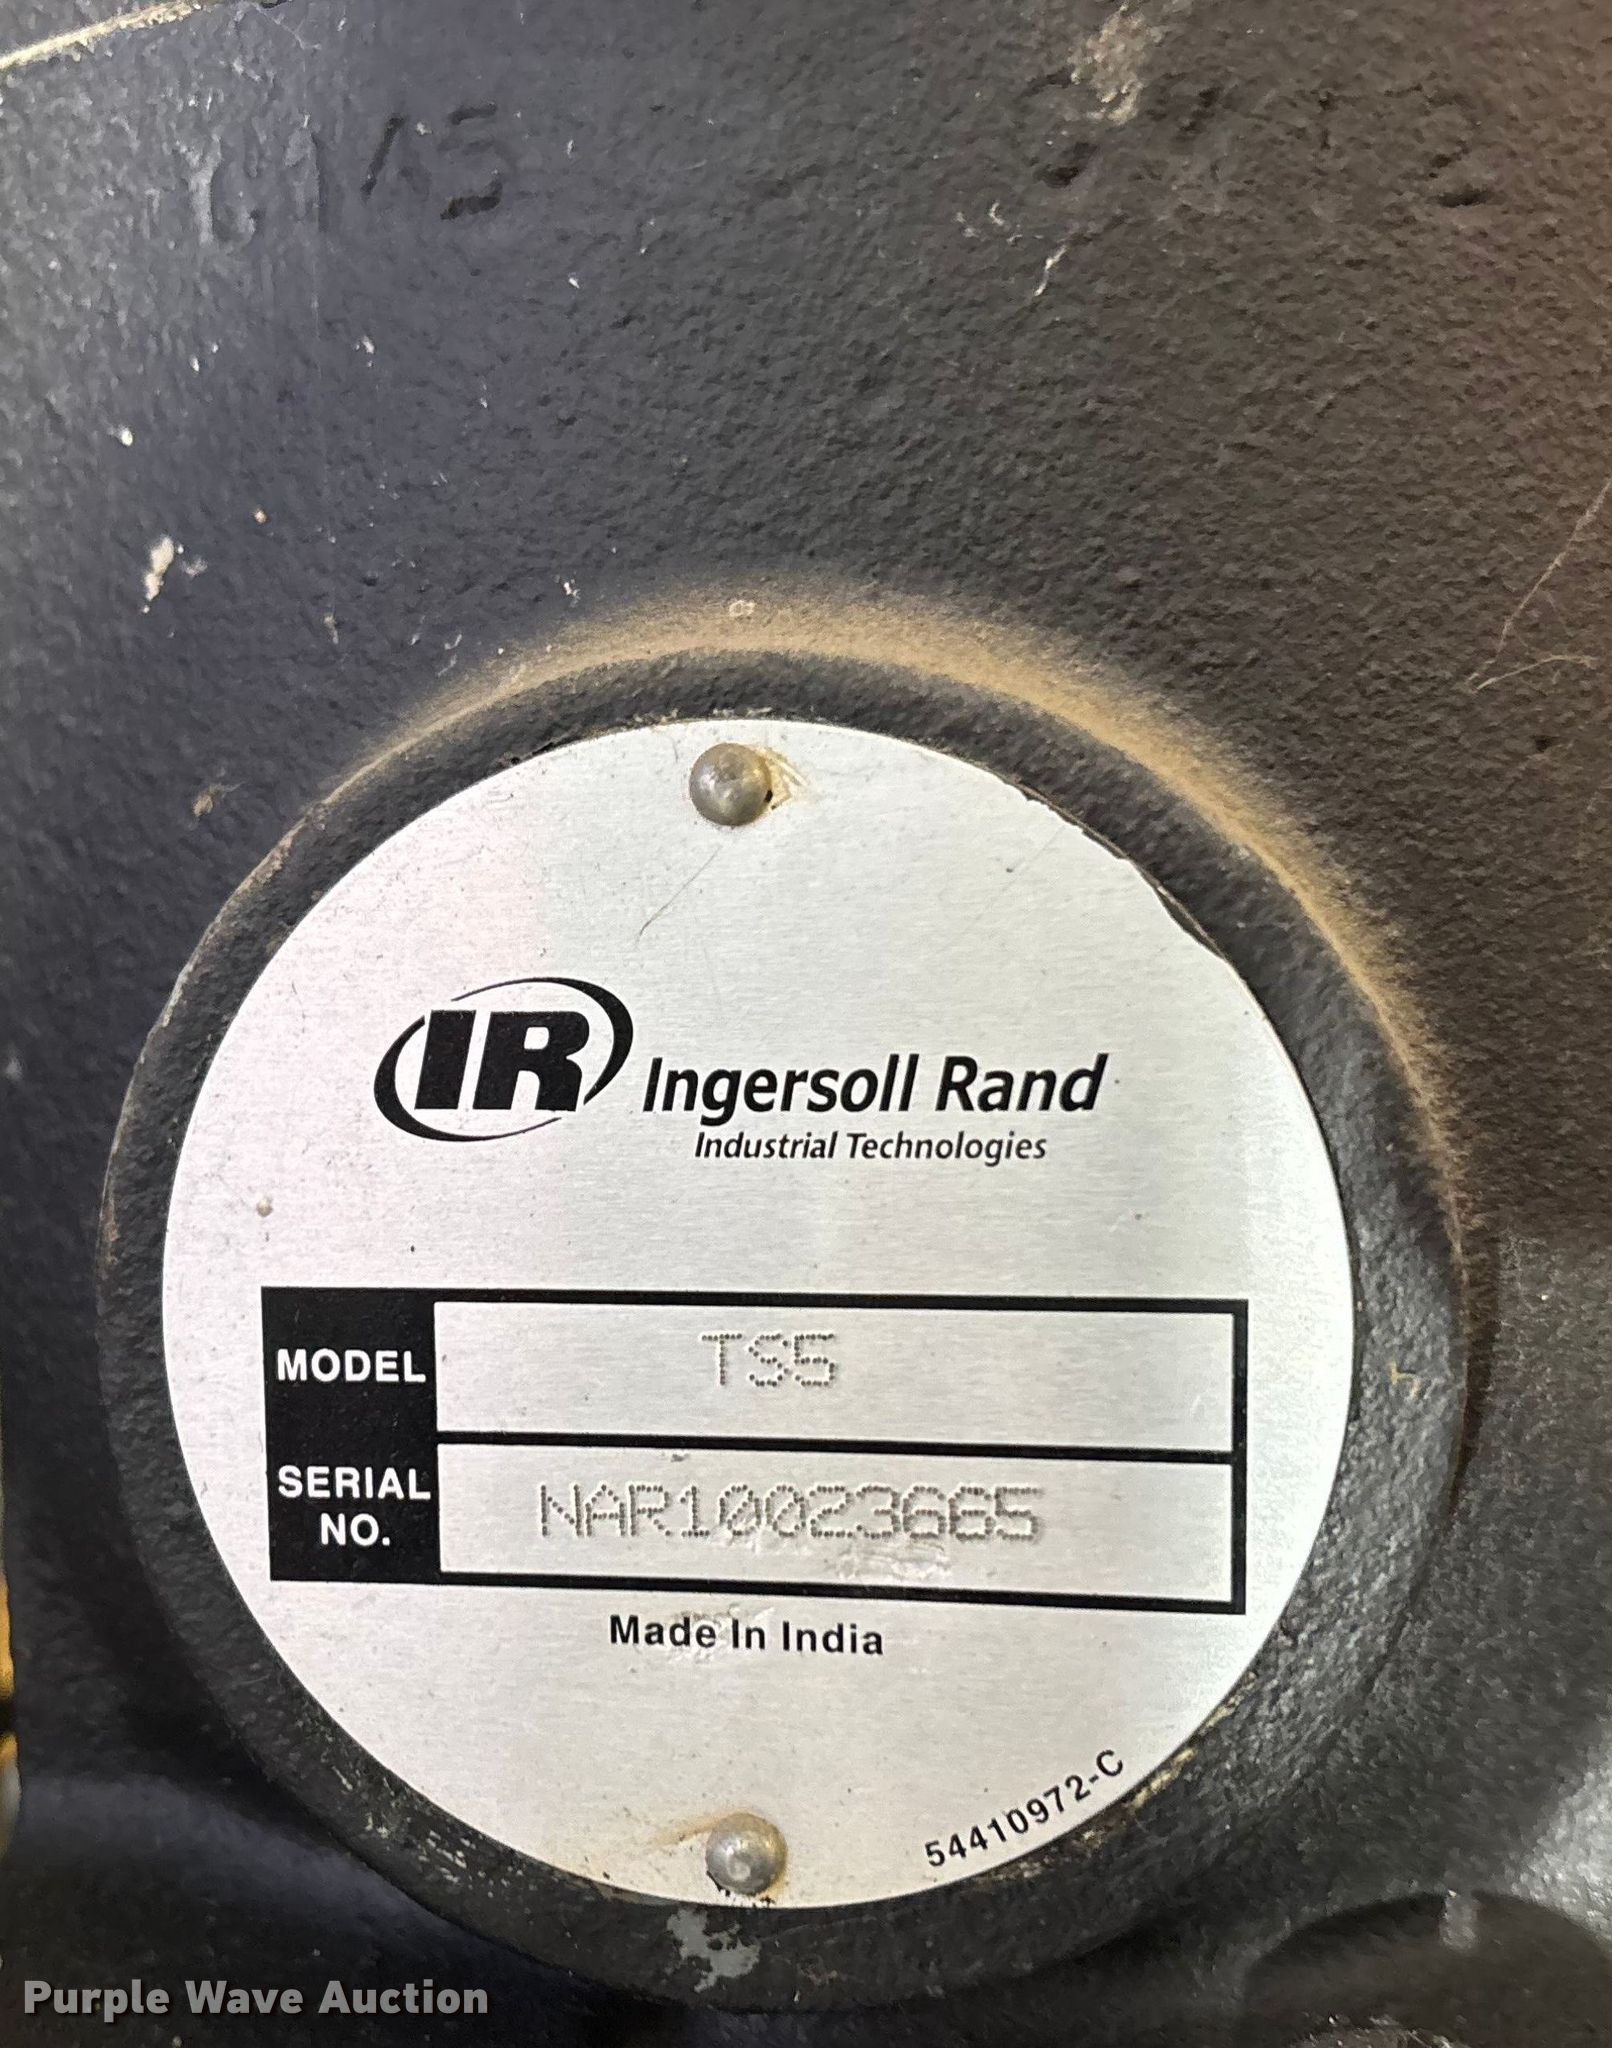 IR Ingersoll Rand
Industrial Technologies
MODEL TS5
SERIAL NO. NAR10023665
Made In India
54410972-C
Purple Wave Auction